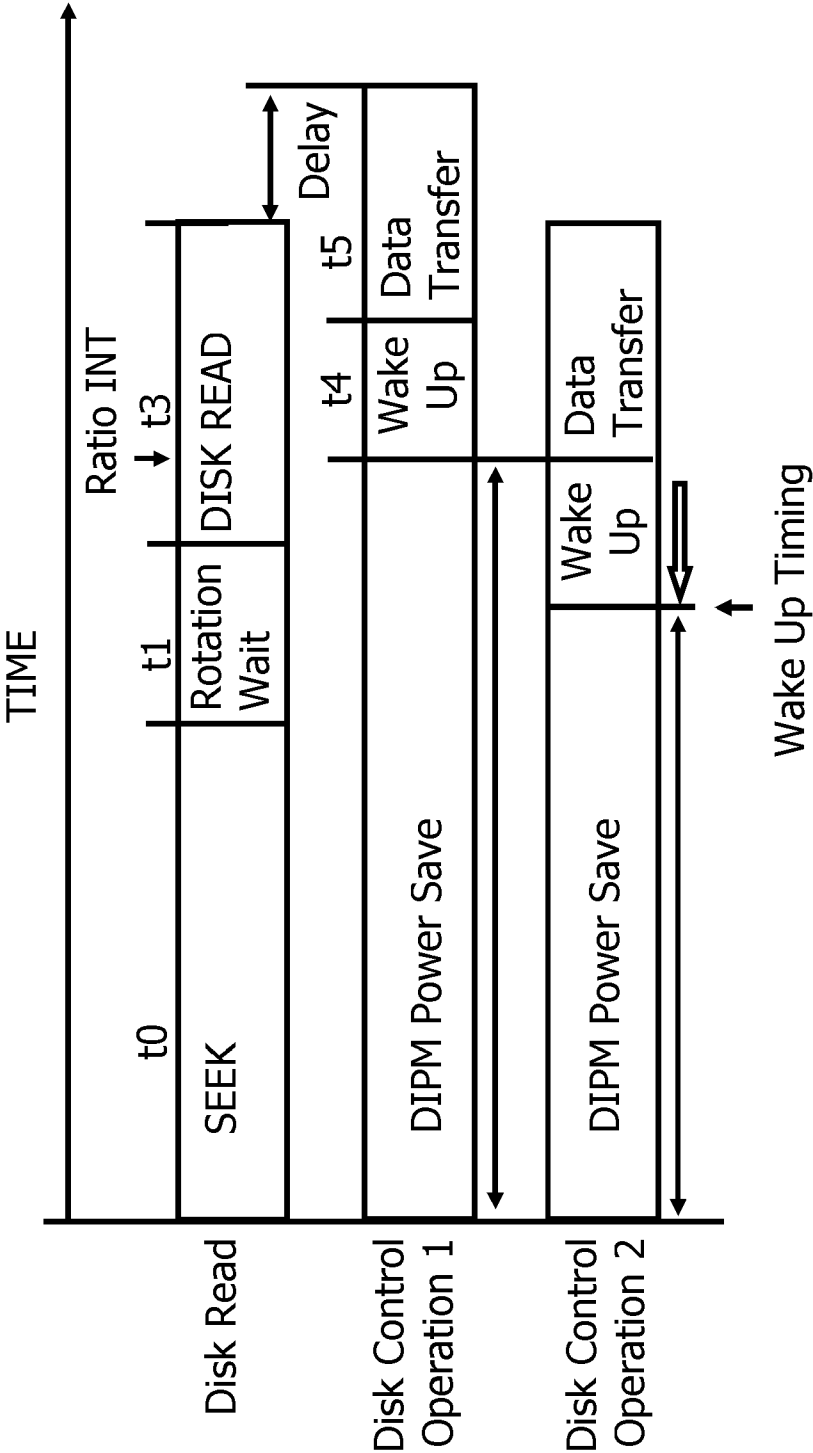 TIME
Ratio INT
t0
t1
t3
Disk Read
SEEK
Rotation
Wait
DISK READ
Delay
t4
t5
Disk Control
Operation 1
DIPM Power Save
Wake
Up
Data
Transfer
Disk Control
Operation 2
DIPM Power Save
Wake
Up
Data
Transfer
Wake Up Timing